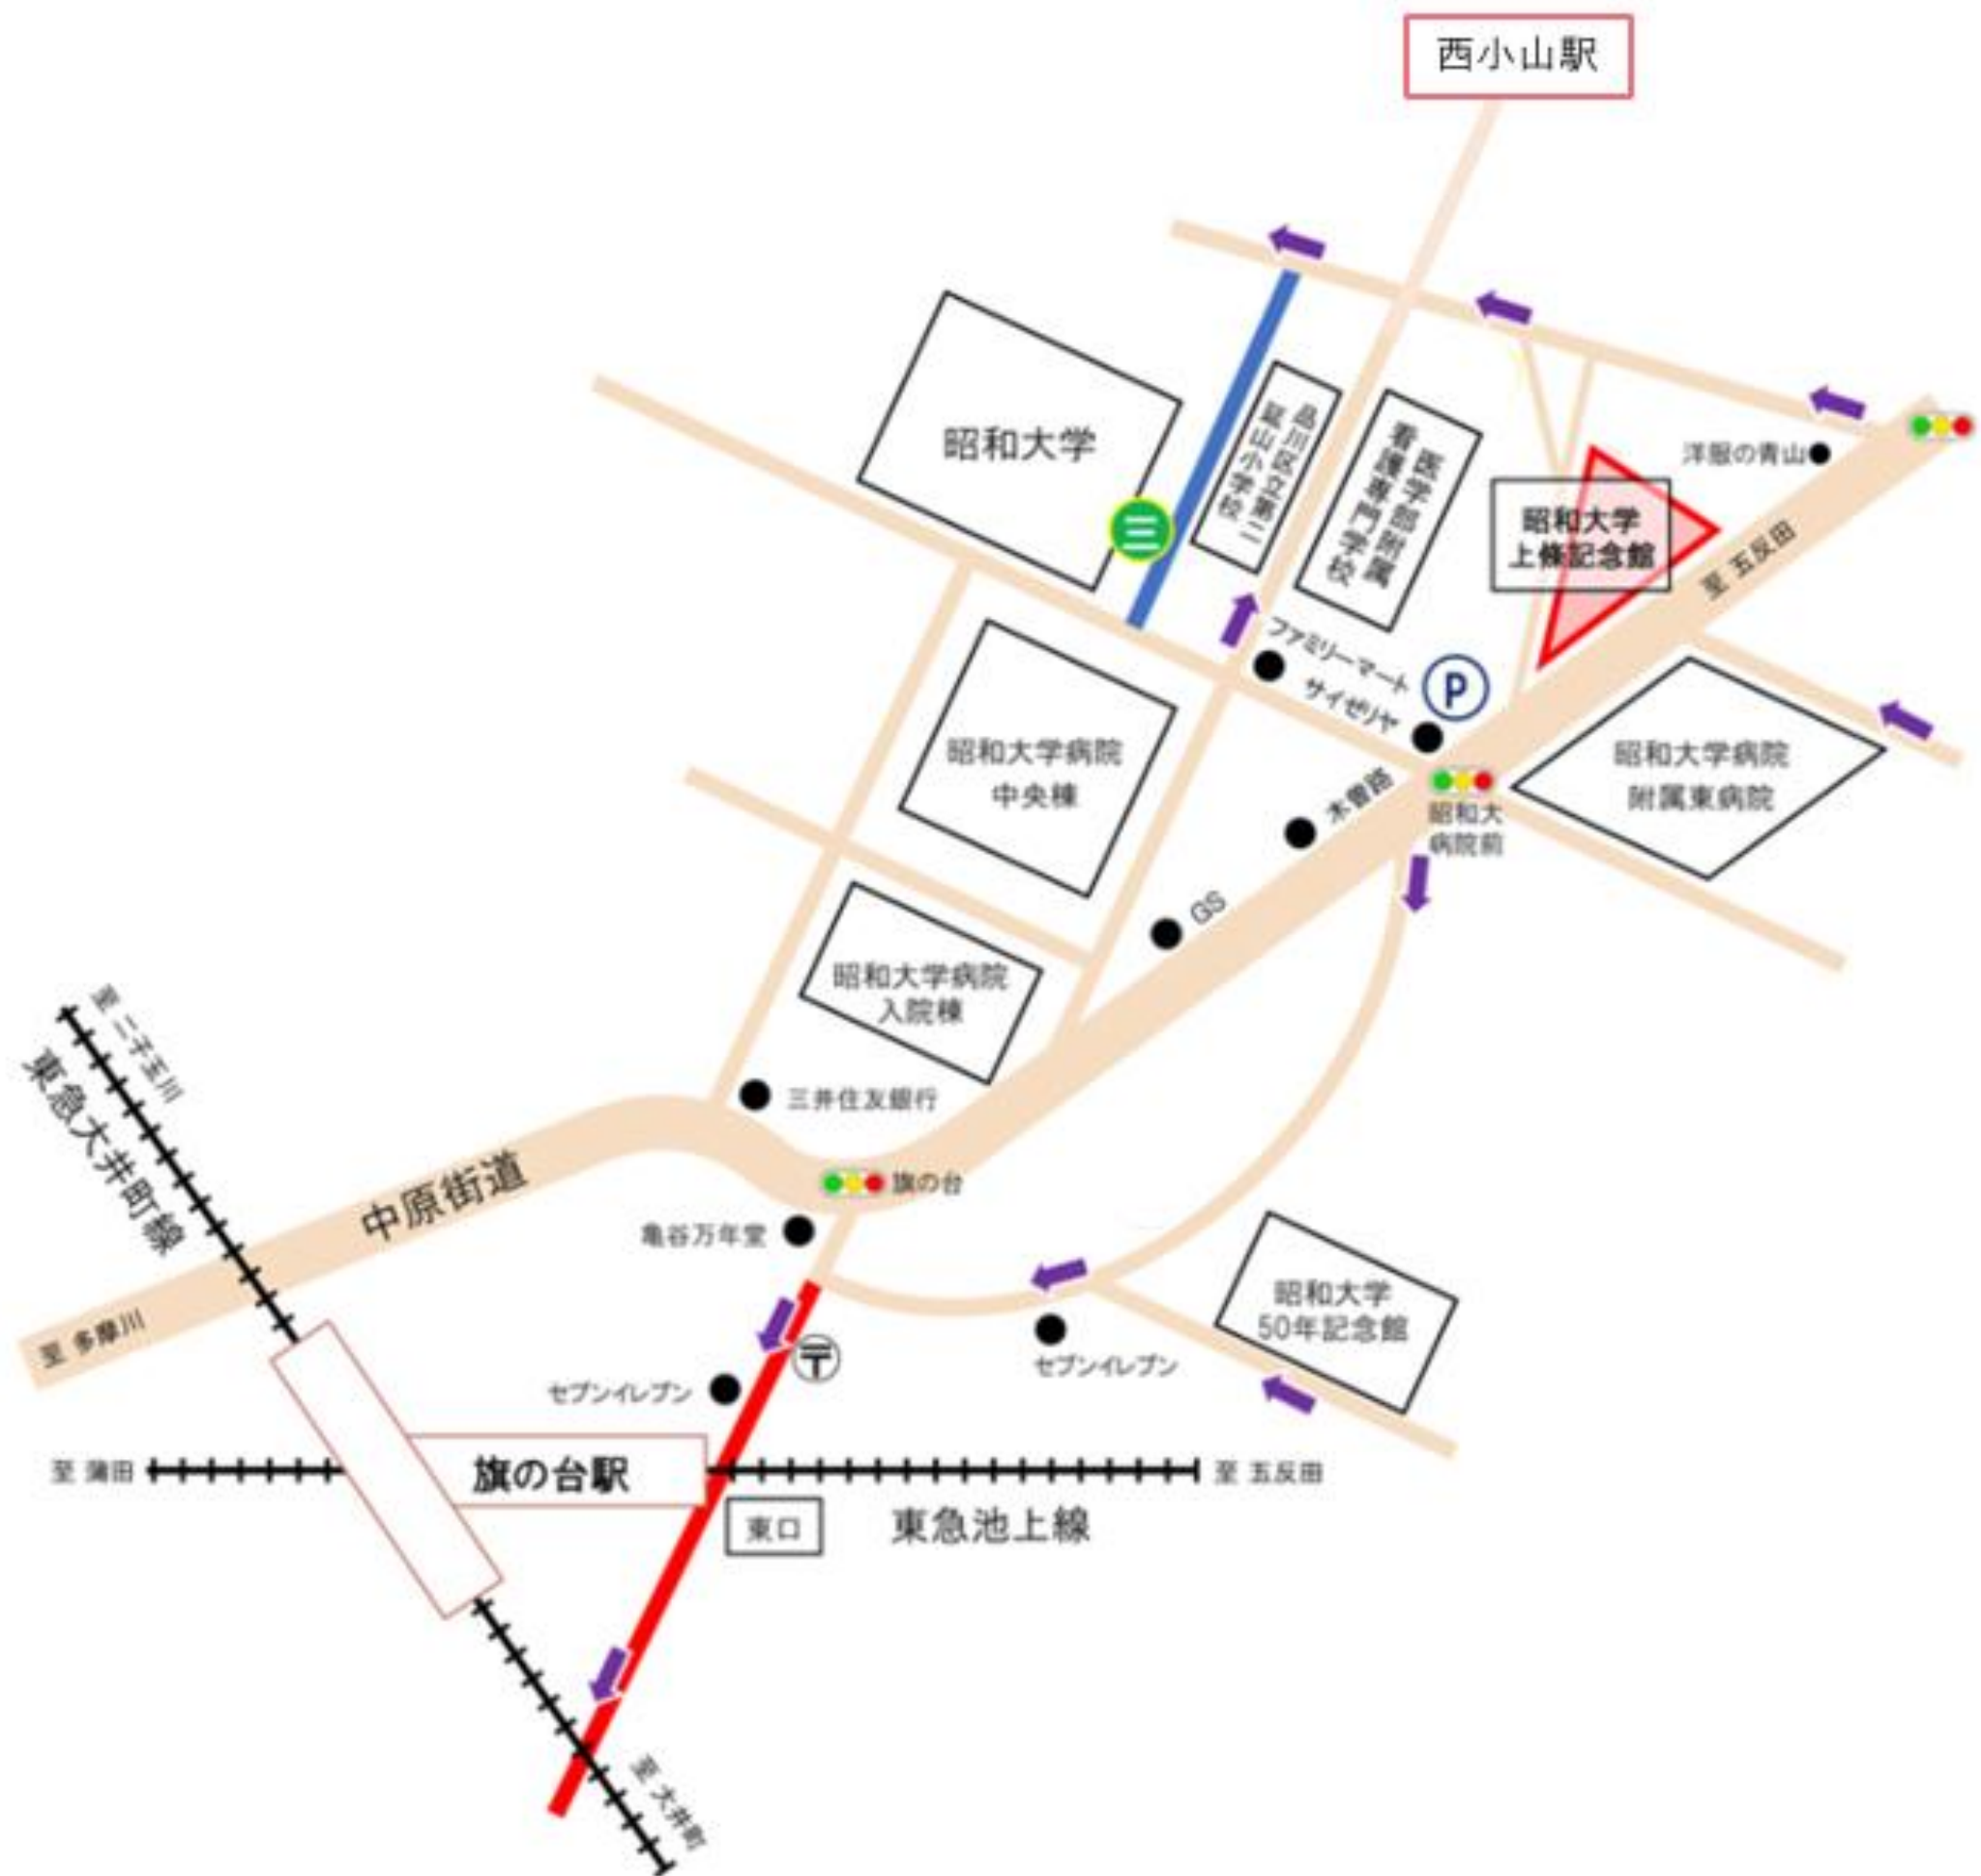 西小山駅
昭和大学
品川区立第二
延山小学校
医学部附属
看護専門学校
洋服の青山
昭和大学
上條記念館
至 五反田
ファミリーマート
サイゼリヤ
P
昭和大学病院
中央棟
木曽路
昭和大
病院前
昭和大学病院
附属東病院
GS
昭和大学病院
入院棟
三井住友銀行
至 二子玉川
東急大井町線
中原街道
旗の台
亀谷万年堂
至 多摩川
〒
セブンイレブン
セブンイレブン
昭和大学
50年記念館
至 蒲田
旗の台駅
至 五反田
東口
東急池上線
至 大井町